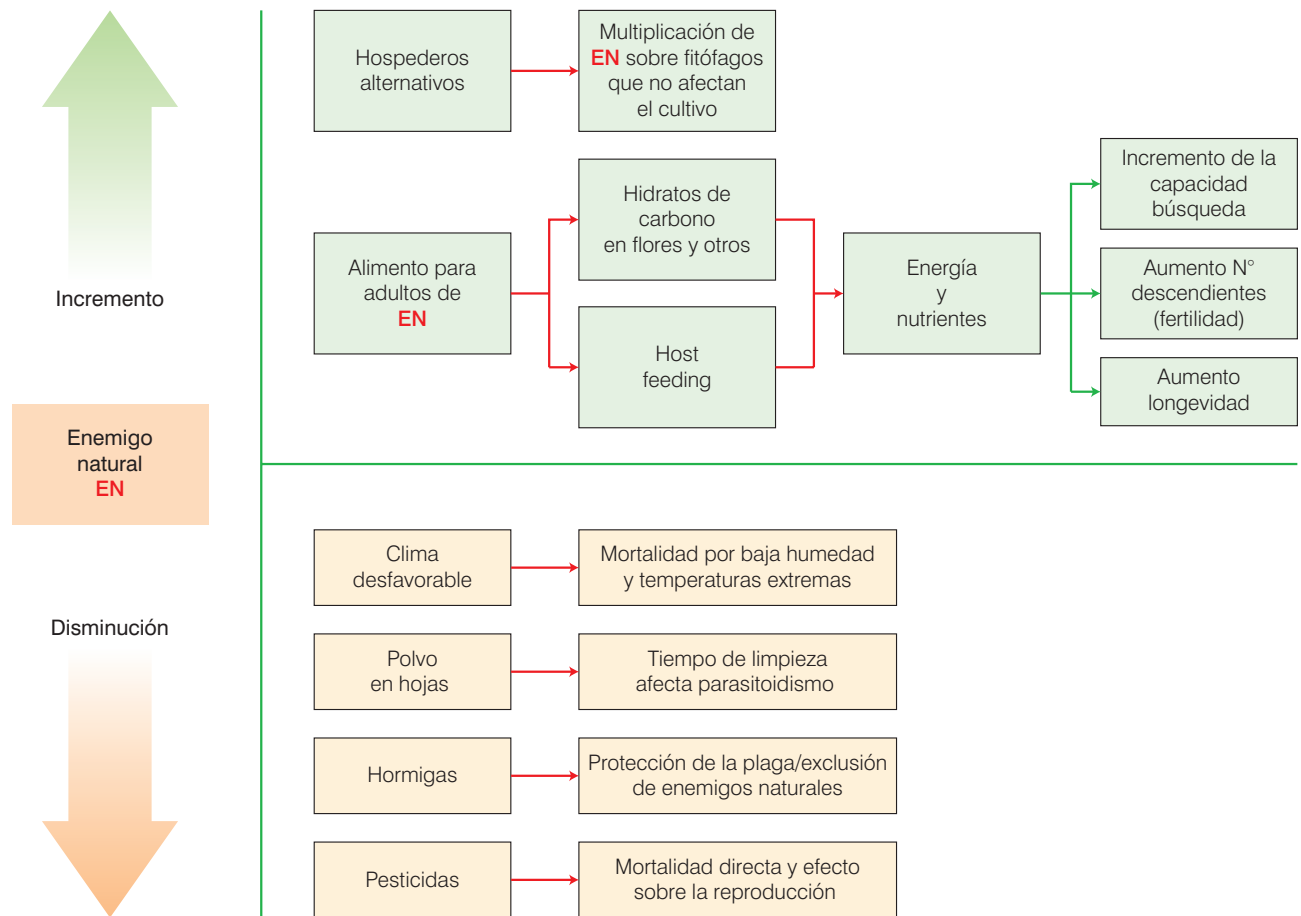 Hospederos
alternativos
Multiplicación de
EN sobre fitófagos
que no afectan
el cultivo
Incremento
Alimento para
adultos de
EN
Hidratos de
carbono
en flores y otros
Host
feeding
Energía
y
nutrientes
Incremento de la
capacidad
búsqueda
Aumento N°
descendientes
(fertilidad)
Aumento
longevidad
Enemigo
natural
EN
Disminución
Clima
desfavorable
Mortalidad por baja humedad
y temperaturas extremas
Polvo
en hojas
Tiempo de limpieza
afecta parasitoidismo
Hormigas
Protección de la plaga/exclusión
de enemigos naturales
Pesticidas
Mortalidad directa y efecto
sobre la reproducción